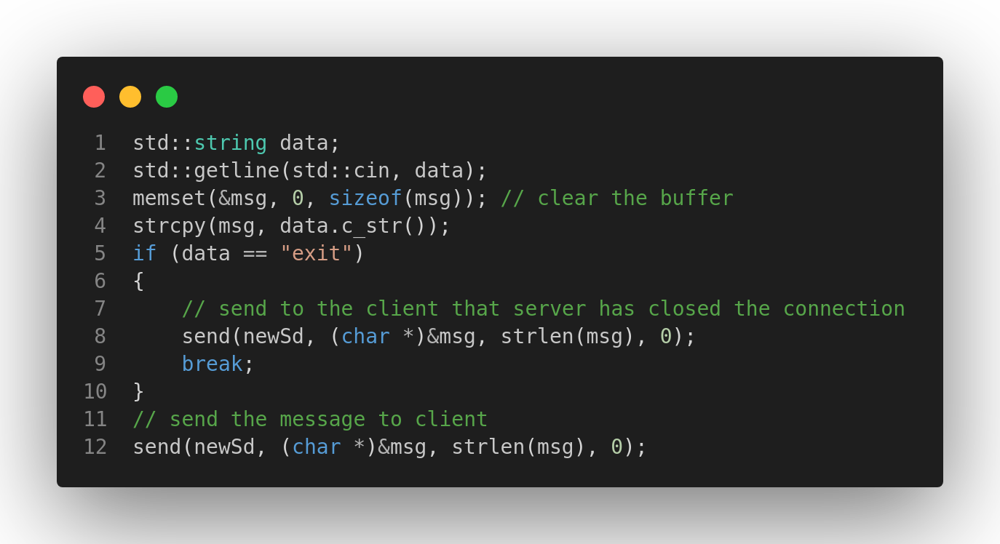 1 std::string data;
2 std::getline(std::cin, data);
3 memset(&msg, 0, sizeof(msg)); // clear the buffer
4 strcpy(msg, data.c_str());
5 if (data == "exit")
6 {
7     // send to the client that server has closed the connection
8     send(newSd, (char *)&msg, strlen(msg), 0);
9     break;
10 }
11 // send the message to client
12 send(newSd, (char *)&msg, strlen(msg), 0);